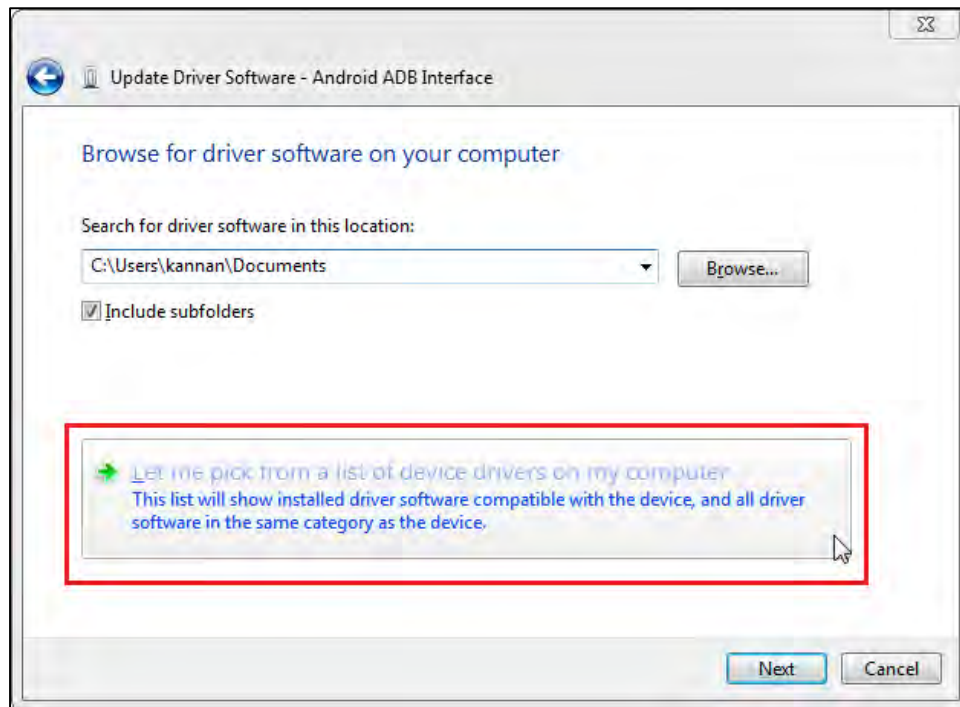 Update Driver Software - Android ADB Interface
Browse for driver software on your computer
Search for driver software in this location:
C:\Users\kannan\Documents
Browse...
Include subfolders
Let me pick from a list of device drivers on my computer
This list will show installed driver software compatible with the device, and all driver
software in the same category as the device.
Next
Cancel